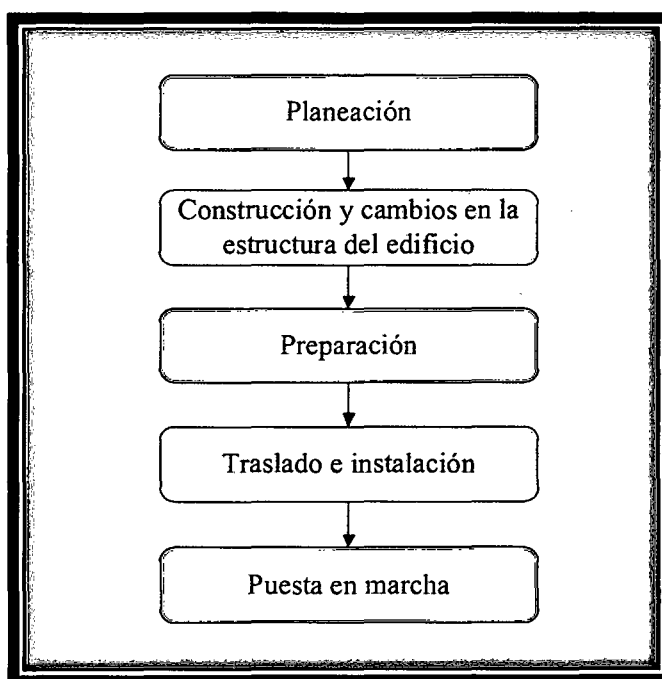 Planeación
Construcción y cambios en la
estructura del edificio
Preparación
Traslado e instalación
Puesta en marcha